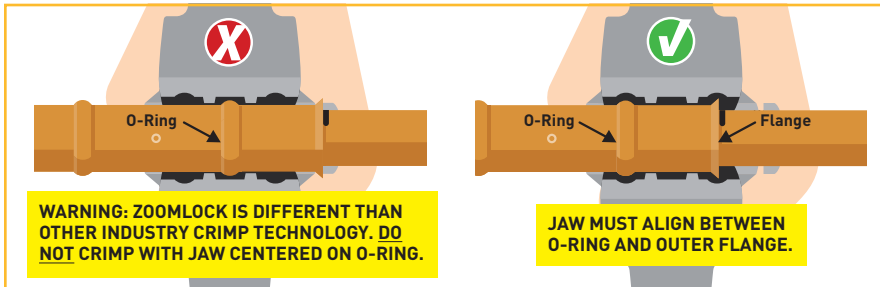 X
O-Ring
WARNING: ZOOMLOCK IS DIFFERENT THAN
OTHER INDUSTRY CRIMP TECHNOLOGY. DO
NOT CRIMP WITH JAW CENTERED ON O-RING.
O-Ring
Flange
JAW MUST ALIGN BETWEEN
O-RING AND OUTER FLANGE.